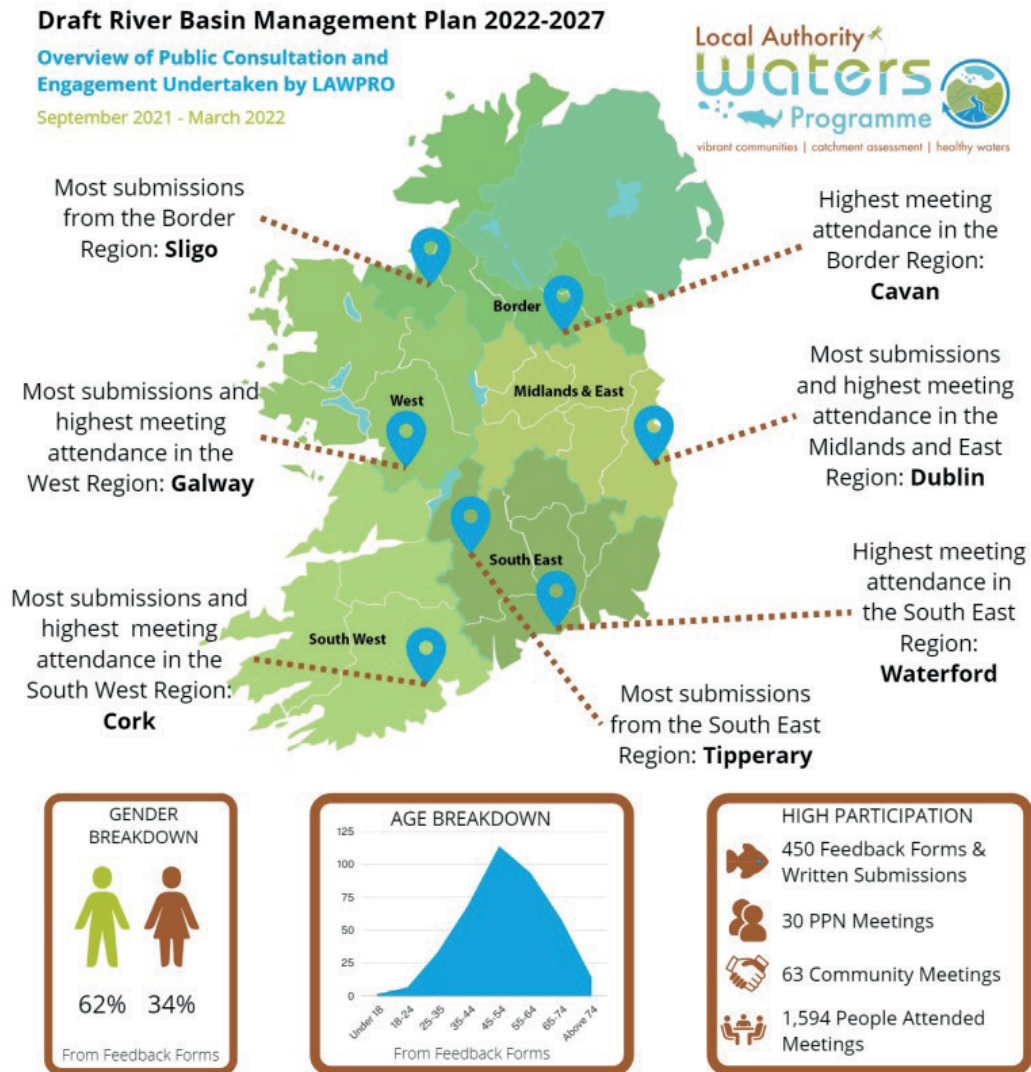 Draft River Basin Management Plan 2022-2027
Overview of Public Consultation and
Engagement Undertaken by LAWPRO
September 2021 - March 2022
Local Authority
Waters
Programme
vibrant communities | catchment assessment | healthy waters
Most submissions
from the Border
Region: Sligo
Highest meeting
attendance in the
Border Region:
Cavan
Border
Most submissions
and highest meeting
attendance in the
Midlands and East
Region: Dublin
Midlands & East
West
Most submissions and
highest meeting
attendance in the
West Region: Galway
South East
Highest meeting
attendance in
the South East
Region:
Waterford
Most submissions and
highest meeting
attendance in the
South West Region:
Cork
South West
Most submissions
from the South East
Region: Tipperary
GENDER
BREAKDOWN
62% 34%
From Feedback Forms
AGE BREAKDOWN
125
100
75
50
25
0
Under 18
18-24
25-35
35-44
45-54
55-64
65-74
Above 74
From Feedback Forms
HIGH PARTICIPATION
450 Feedback Forms &
Written Submissions
30 PPN Meetings
63 Community Meetings
1,594 People Attended
Meetings